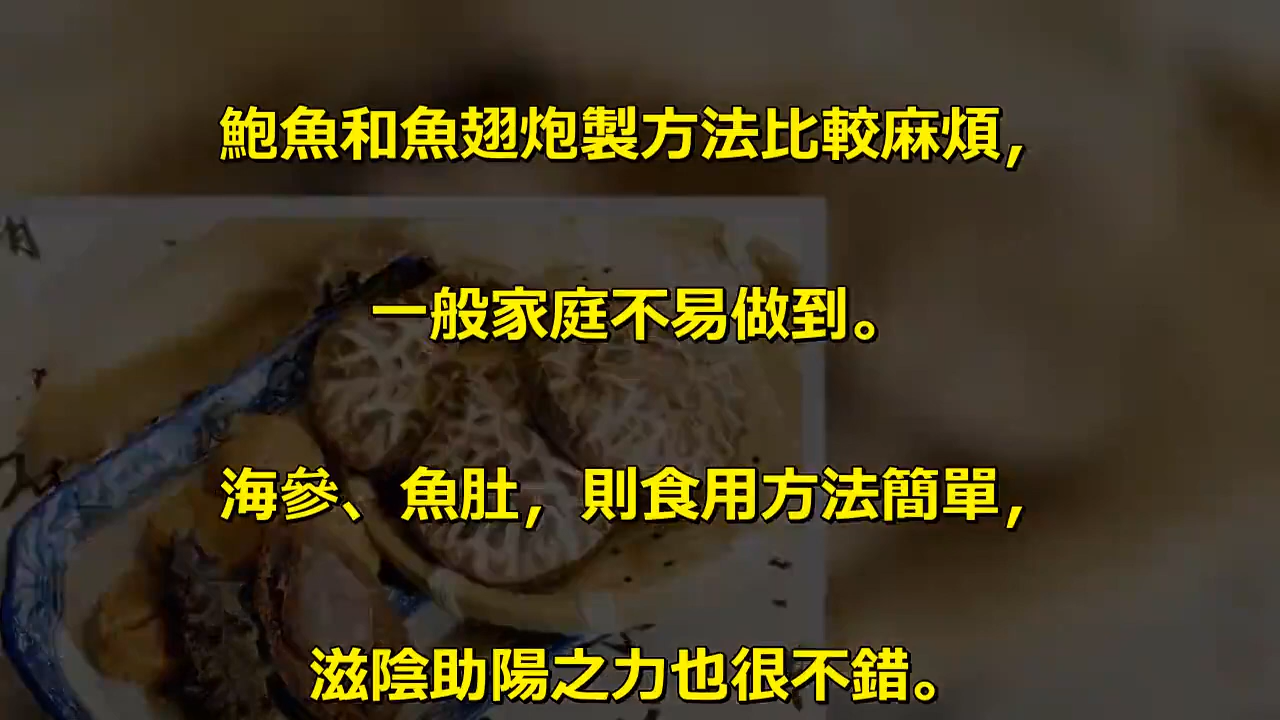 鮑魚和魚翅炮製方法比較麻煩，
一般家庭不易做到。
海參、魚肚，則食用方法簡單，
滋陰助陽之力也很不錯。